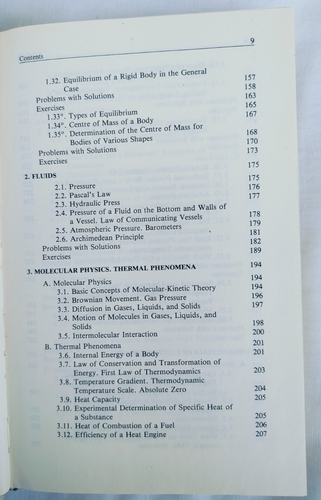 Contents 9
1.32. Equilibrium of a Rigid Body in the General
Case 157
Problems with Solutions 158
Exercises 163
1.33°. Types of Equilibrium 165
1.34°. Centre of Mass of a Body 167
1.35°. Determination of the Centre of Mass for
Bodies of Various Shapes 168
Problems with Solutions 170
Exercises 173
2. FLUIDS 175
2.1. Pressure 175
2.2. Pascal's Law 176
2.3. Hydraulic Press 177
2.4. Pressure of a Fluid on the Bottom and Walls of
a Vessel. Law of Communicating Vessels 178
2.5. Atmospheric Pressure. Barometers 179
2.6. Archimedean Principle 181
Problems with Solutions 182
Exercises 189
3. MOLECULAR PHYSICS. THERMAL PHENOMENA 194
A. Molecular Physics 194
3.1. Basic Concepts of Molecular-Kinetic Theory 194
3.2. Brownian Movement. Gas Pressure 196
3.3. Diffusion in Gases, Liquids, and Solids 197
3.4. Motion of Molecules in Gases, Liquids, and
Solids 198
3.5. Intermolecular Interaction 200
B. Thermal Phenomena 201
3.6. Internal Energy of a Body 201
3.7. Law of Conservation and Transformation of
Energy. First Law of Thermodynamics 203
3.8. Temperature Gradient. Thermodynamic
Temperature Scale. Absolute Zero 204
3.9. Heat Capacity 205
3.10. Experimental Determination of Specific Heat of
a Substance 205
3.11. Heat of Combustion of a Fuel 206
3.12. Efficiency of a Heat Engine 207